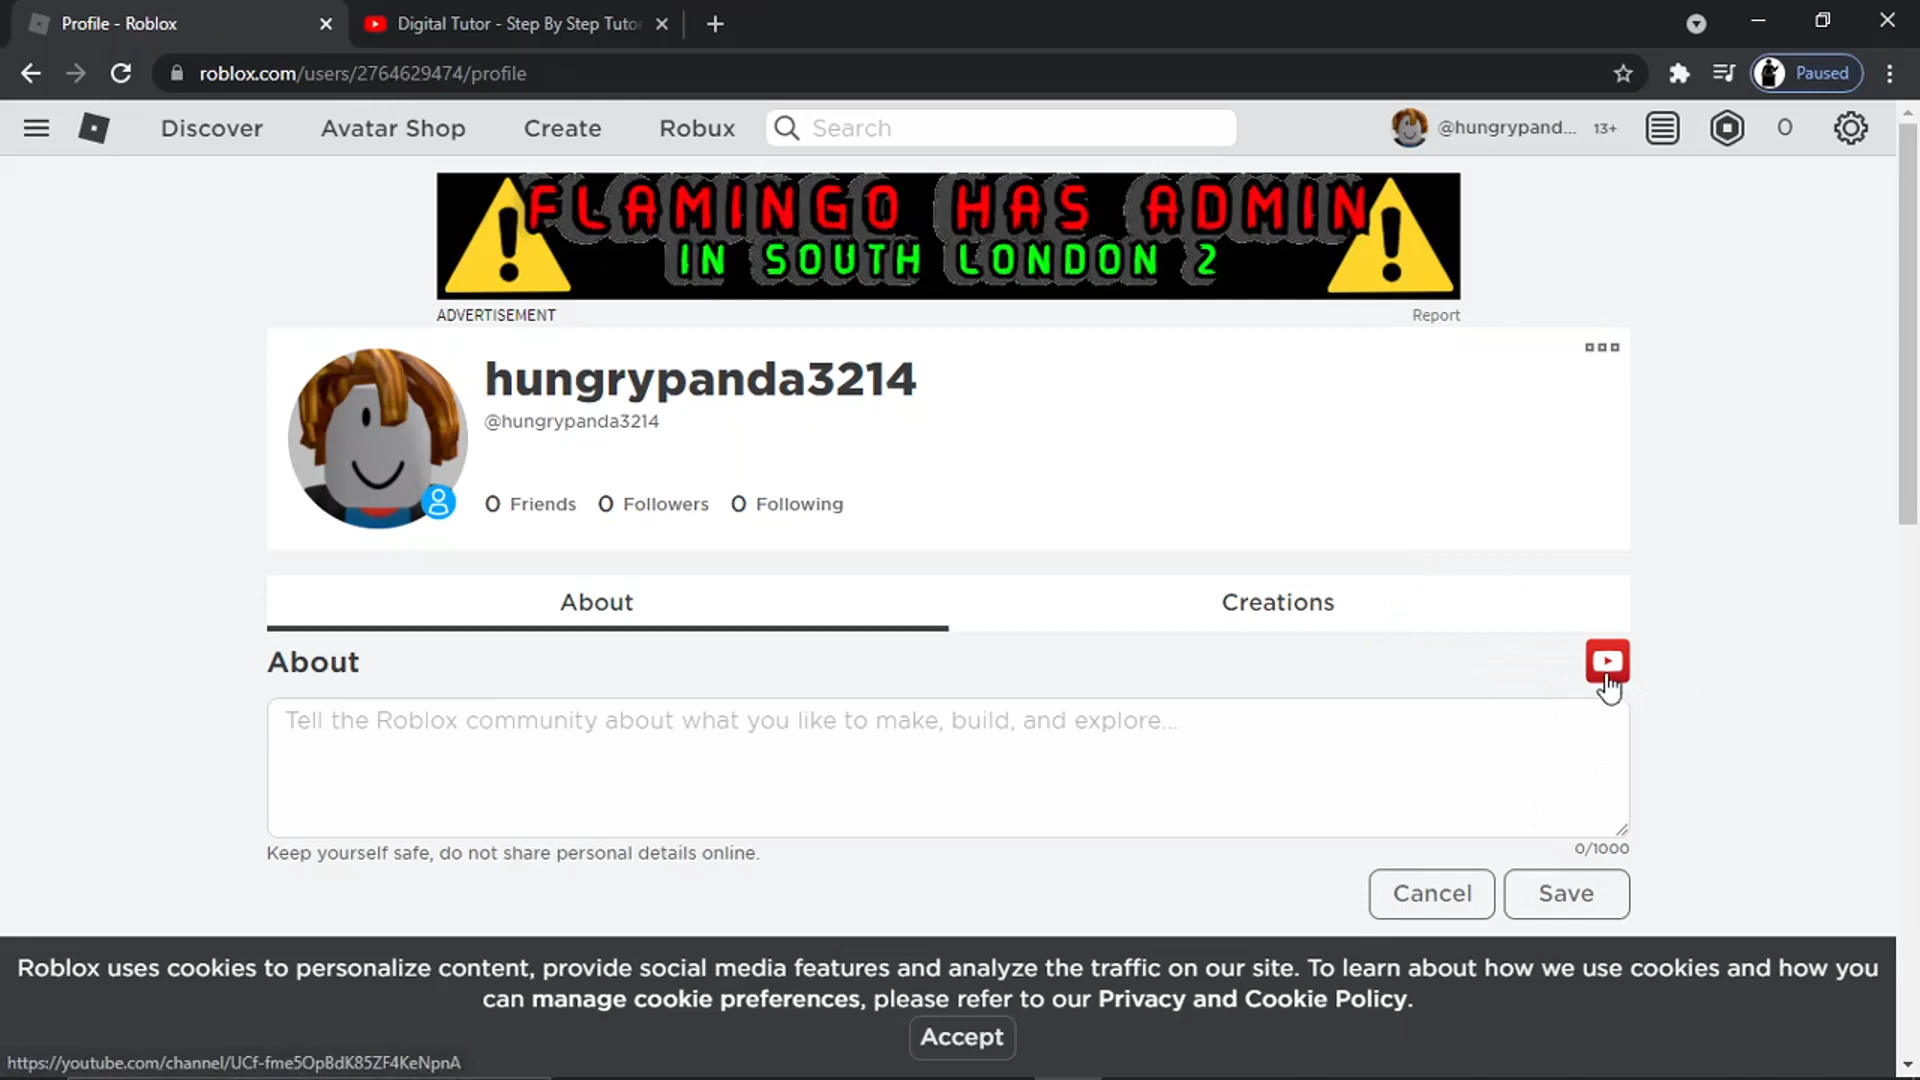 Profile - Roblox
Digital Tutor - Step By Step Tuto
roblox.com/users/2764629474/profile
Paused
Discover
Avatar Shop
Create
Robux
Search
@hungrypand... 13+
0
FLAMINGO HAS ADMIN
IN SOUTH LONDON 2
ADVERTISEMENT
Report
hungrypanda3214
@hungrypanda3214
0 Friends 0 Followers 0 Following
About
Creations
About
Tell the Roblox community about what you like to make, build, and explore...
Keep yourself safe, do not share personal details online.
0/1000
Cancel
Save
Roblox uses cookies to personalize content, provide social media features and analyze the traffic on our site. To learn about how we use cookies and how you
can manage cookie preferences, please refer to our Privacy and Cookie Policy.
Accept
https://youtube.com/channel/UCf-fme5OpBdK85ZF4KeNpnA